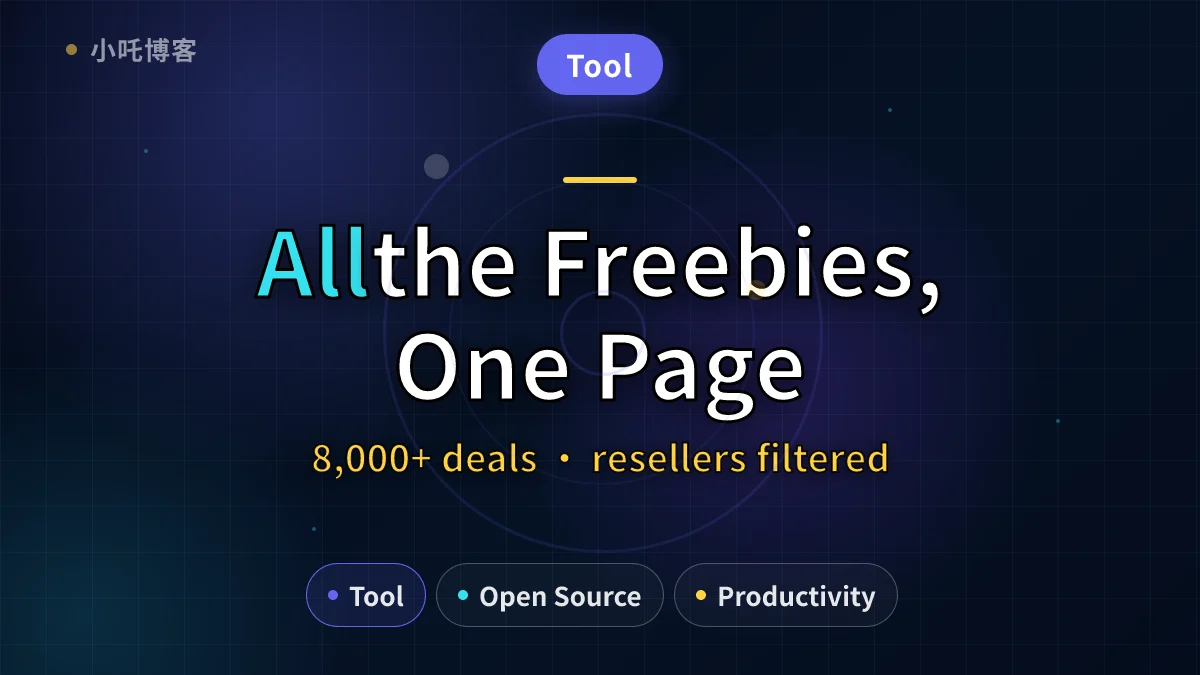 小吒博客
Tool
Allthe Freebies,
One Page
8,000+ deals · resellers filtered
Tool
Open Source
Productivity